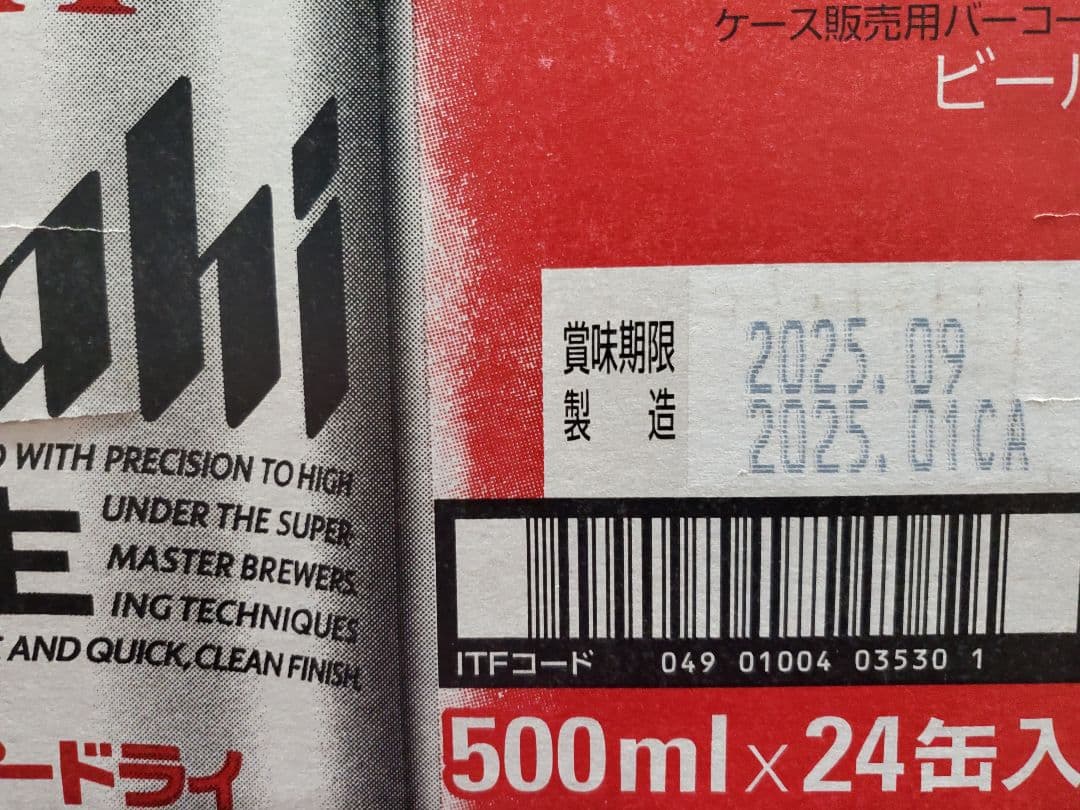 ahi
WITH PRECISION TO HIGH
UNDER THE SUPER-
MASTER BREWERS.
ING TECHNIQUES
AND QUICK, CLEAN FINISH.
生
ードライ
ケース販売用バーコー
ビール
賞味期限 2025.09
製造 2025.01CA
ITFコード 049 01004 03530 1
500ml×24缶入